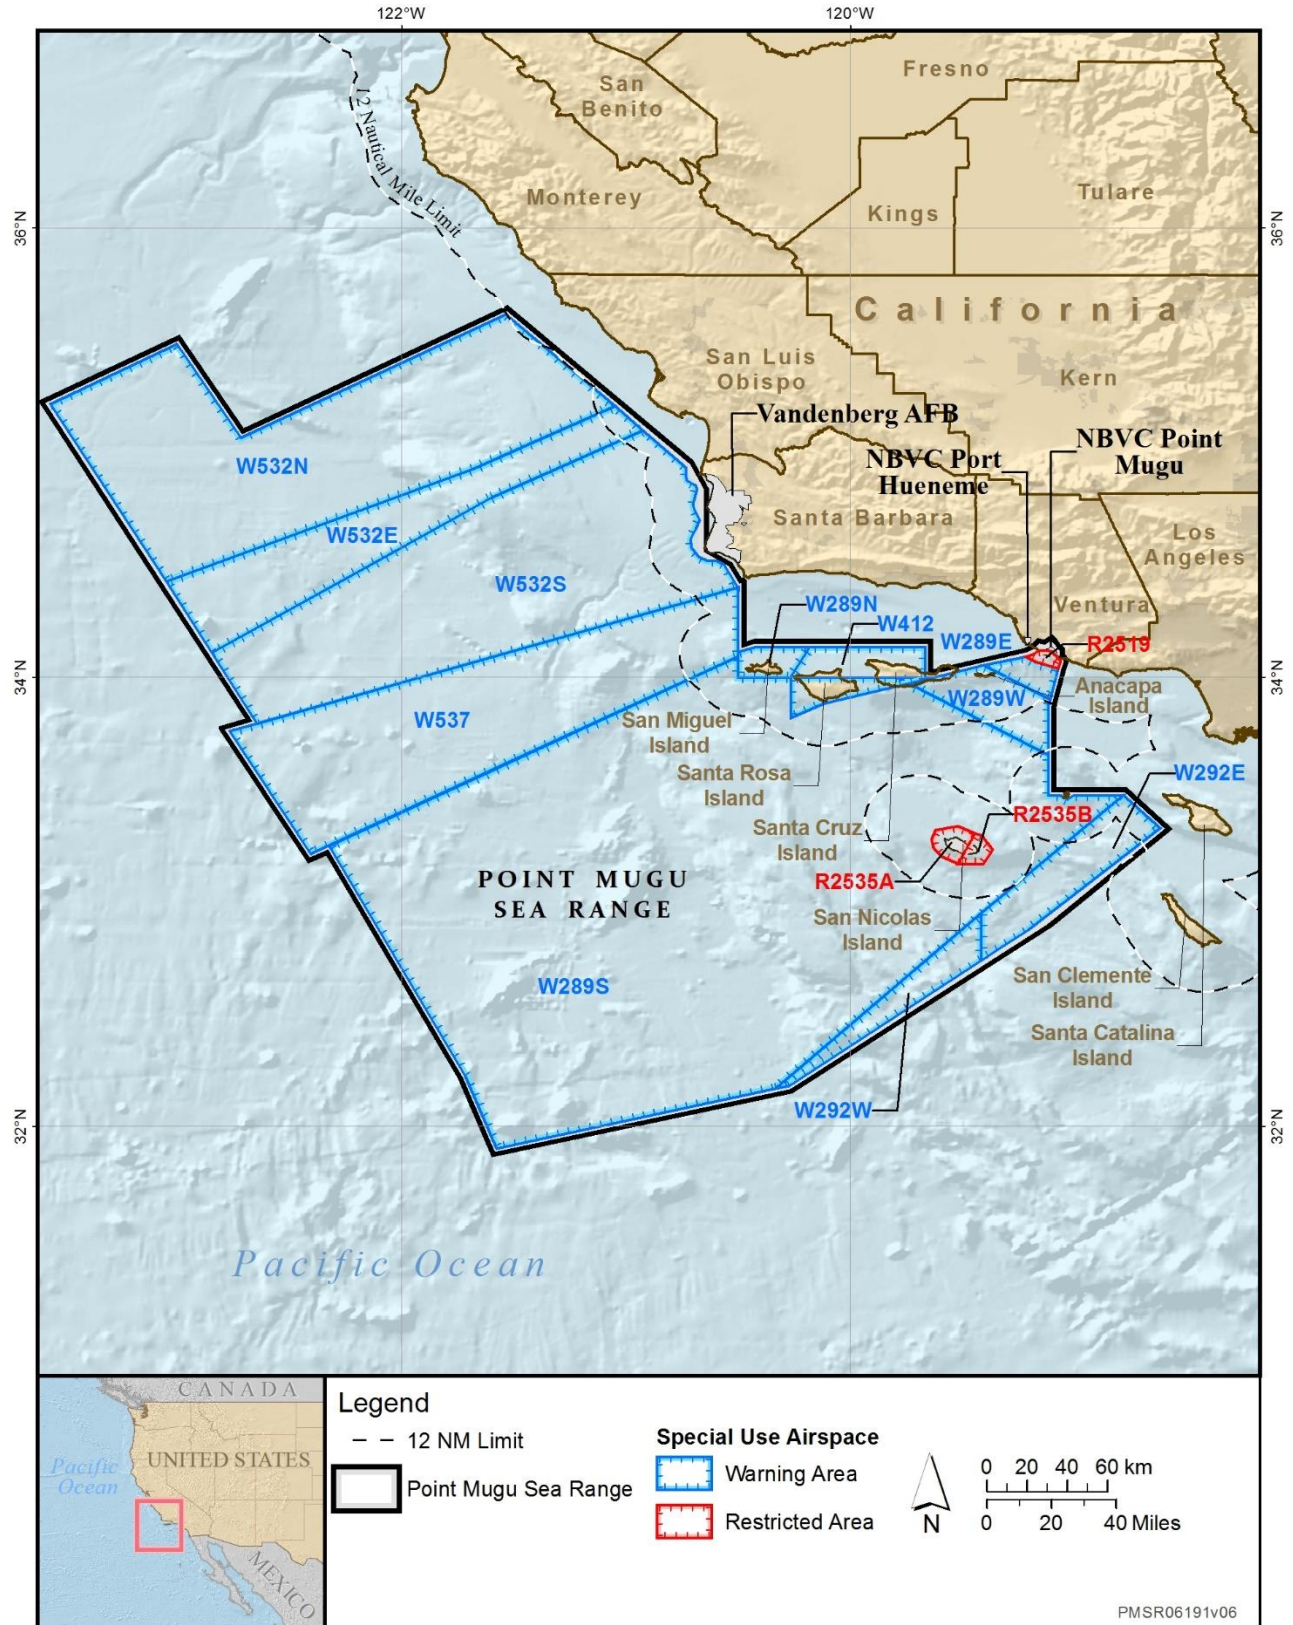 122°W
120°W
Fresno
San
Benito
12 Nautical Mile Limit
Tulare
Monterey
Kings
36°N
36°N
California
San Luis
Obispo
Kern
Vandenberg AFB
NBVC Point
Mugu
NBVC Port
Hueneme
W532N
Santa Barbara
Los
Angeles
W532E
W532S
Ventura
W289N
W412
W289E
R2519
34°N
34°N
Anacapa
Island
W289W
W537
San Miguel
Island
Santa Rosa
Island
W292E
Santa Cruz
Island
R2535B
R2535A
POINT MUGU
SEA RANGE
San Nicolas
Island
W289S
San Clemente
Island
Santa Catalina
Island
W292W
32°N
32°N
Pacific Ocean
CANADA
UNITED STATES
Pacific
Ocean
MEXICO
Legend
12 NM Limit
Point Mugu Sea Range
Special Use Airspace
Warning Area
Restricted Area
N
0 20 40 60 km
0 20 40 Miles
PMSR06191v06